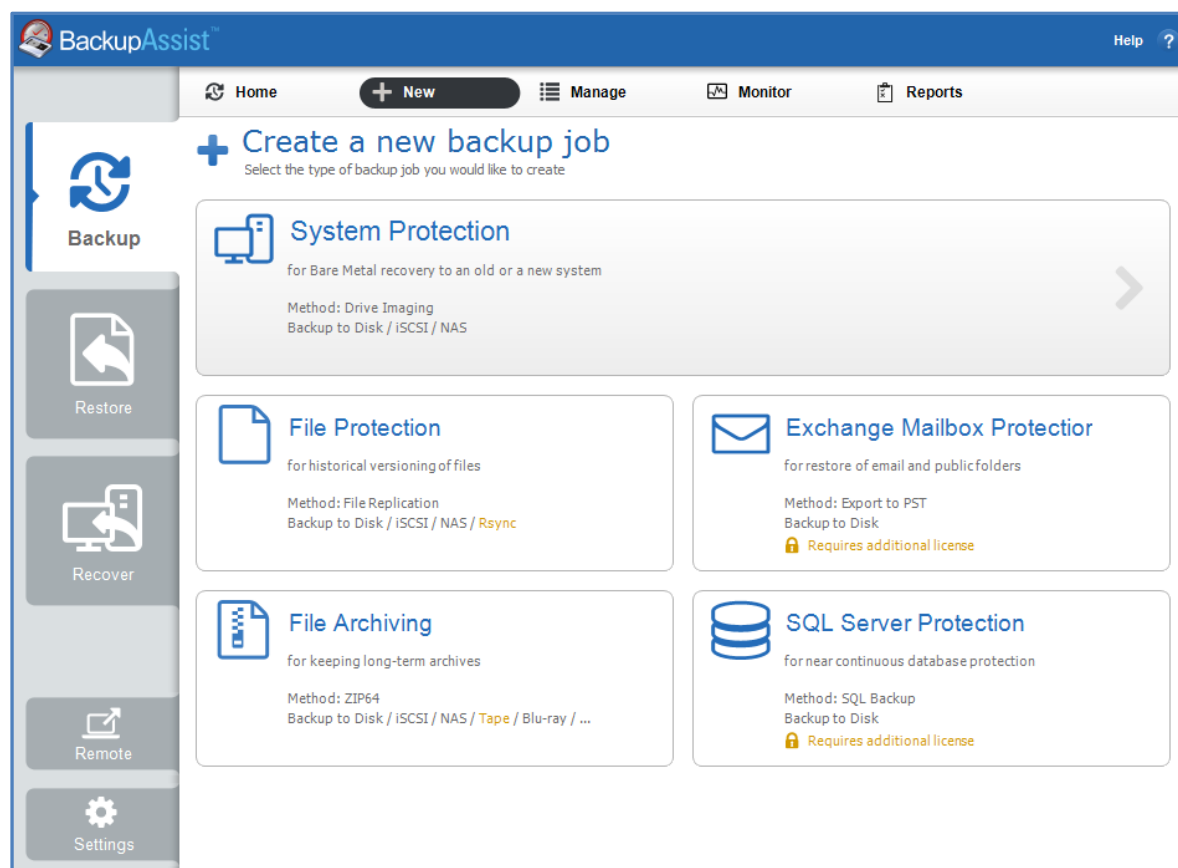 BackupAssist™
Help ?
Home
New
Manage
Monitor
Reports
Create a new backup job
Select the type of backup job you would like to create
Backup
Restore
Recover
Remote
Settings
System Protection
for Bare Metal recovery to an old or a new system
Method: Drive Imaging
Backup to Disk / iSCSI / NAS
File Protection
for historical versioning of files
Method: File Replication
Backup to Disk / iSCSI / NAS / Rsync
Exchange Mailbox Protectior
for restore of email and public folders
Method: Export to PST
Backup to Disk
Requires additional license
File Archiving
for keeping long-term archives
Method: ZIP64
Backup to Disk / iSCSI / NAS / Tape / Blu-ray / ...
SQL Server Protection
for near continuous database protection
Method: SQL Backup
Backup to Disk
Requires additional license